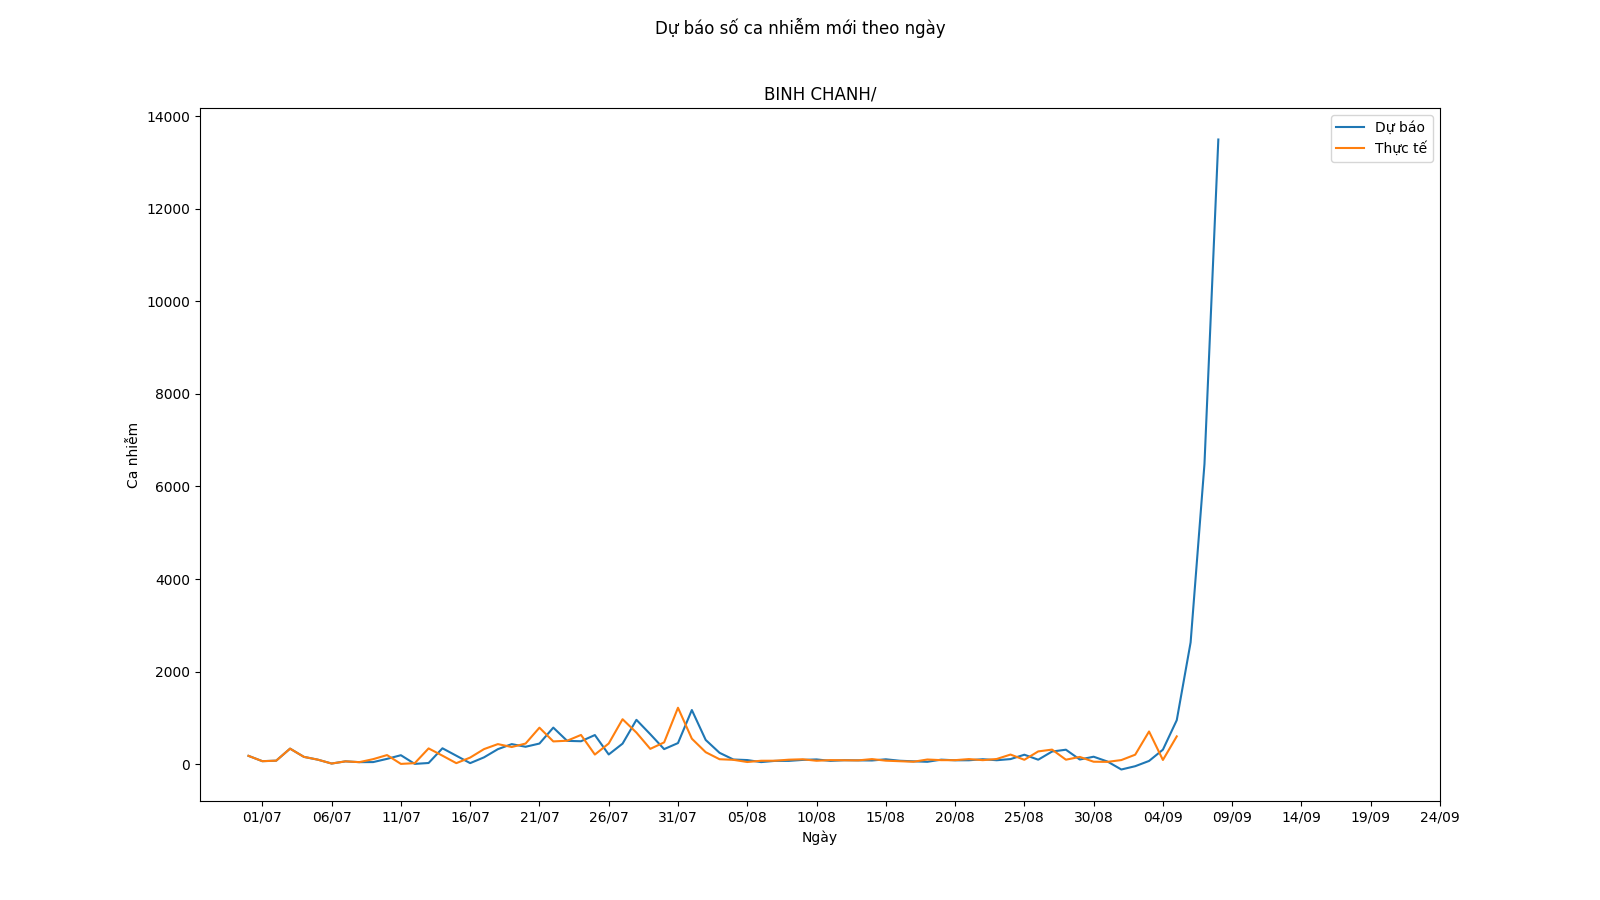 Dự báo số ca nhiễm mới theo ngày
BINH CHANH/
14000
12000
10000
8000
6000
4000
2000
0
Ca nhiễm
Dự báo
Thực tế
01/07 06/07 11/07 16/07 21/07 26/07 31/07 05/08 10/08 15/08 20/08 25/08 30/08 04/09 09/09 14/09 19/09 24/09
Ngày